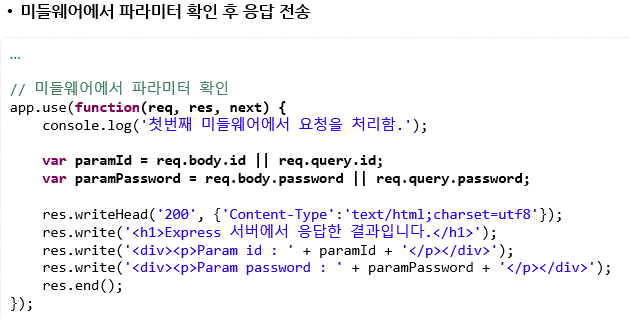 • 미들웨어에서 파라미터 확인 후 응답 전송
...
// 미들웨어에서 파라미터 확인
app.use(function(req, res, next) {
    console.log('첫번째 미들웨어에서 요청을 처리함.');
    var paramId = req.body.id || req.query.id;
    var paramPassword = req.body.password || req.query.password;
    res.writeHead('200', {'Content-Type':'text/html;charset=utf8'});
    res.write('<h1>Express 서버에서 응답한 결과입니다.</h1>');
    res.write('<div><p>Param id : ' + paramId + '</p></div>');
    res.write('<div><p>Param password : ' + paramPassword + '</p></div>');
    res.end();
});